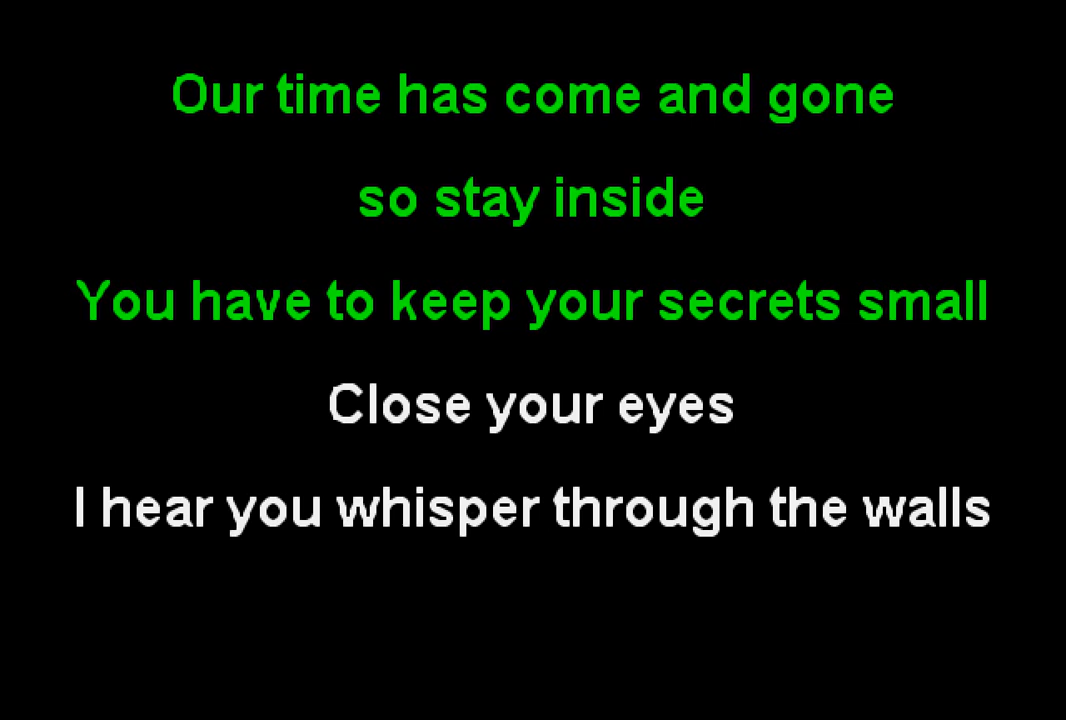 Our time has come and gone
so stay inside
You have to keep your secrets small
Close your eyes
I hear you whisper through the walls